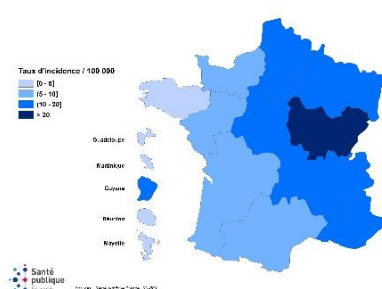 Taux d'incidence / 100 000
[0 - 5]
(5 - 10]
(10 - 20]
> 20
Guadeloupe
Martinique
Guyane
Réunion
Mayotte
Santé
publique